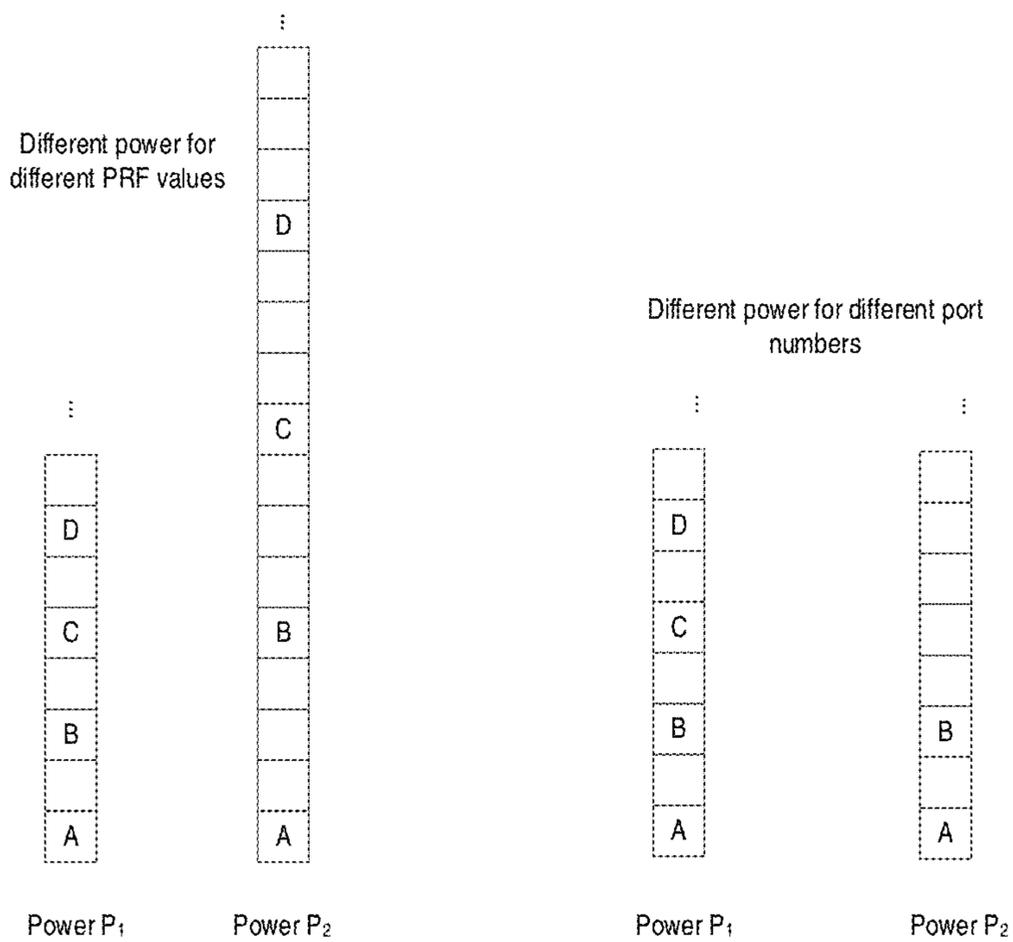 ⋮
Different power for
different PRF values
D
C
B
A
Power P₂
⋮
D
C
B
A
Power P₁
Different power for different port
numbers
⋮
D
C
B
A
Power P₁
⋮
B
A
Power P₂